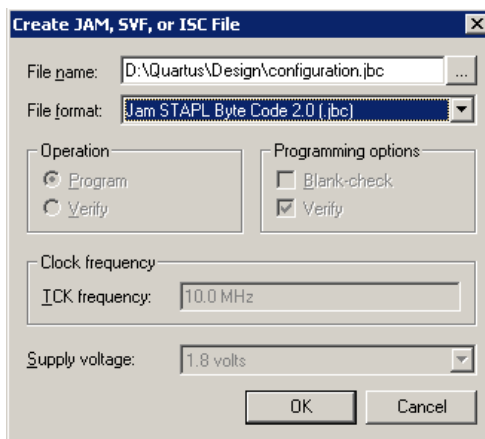 Create JAM, SVF, or ISC File
File name: D:\Quartus\Design\configuration.jbc ...
File format: Jam STAPL Byte Code 2.0 (.jbc)
Operation Programming options
Program Blank-check
Verify Verify
Clock frequency
TCK frequency: 10.0 MHz
Supply voltage: 1.8 volts
OK Cancel